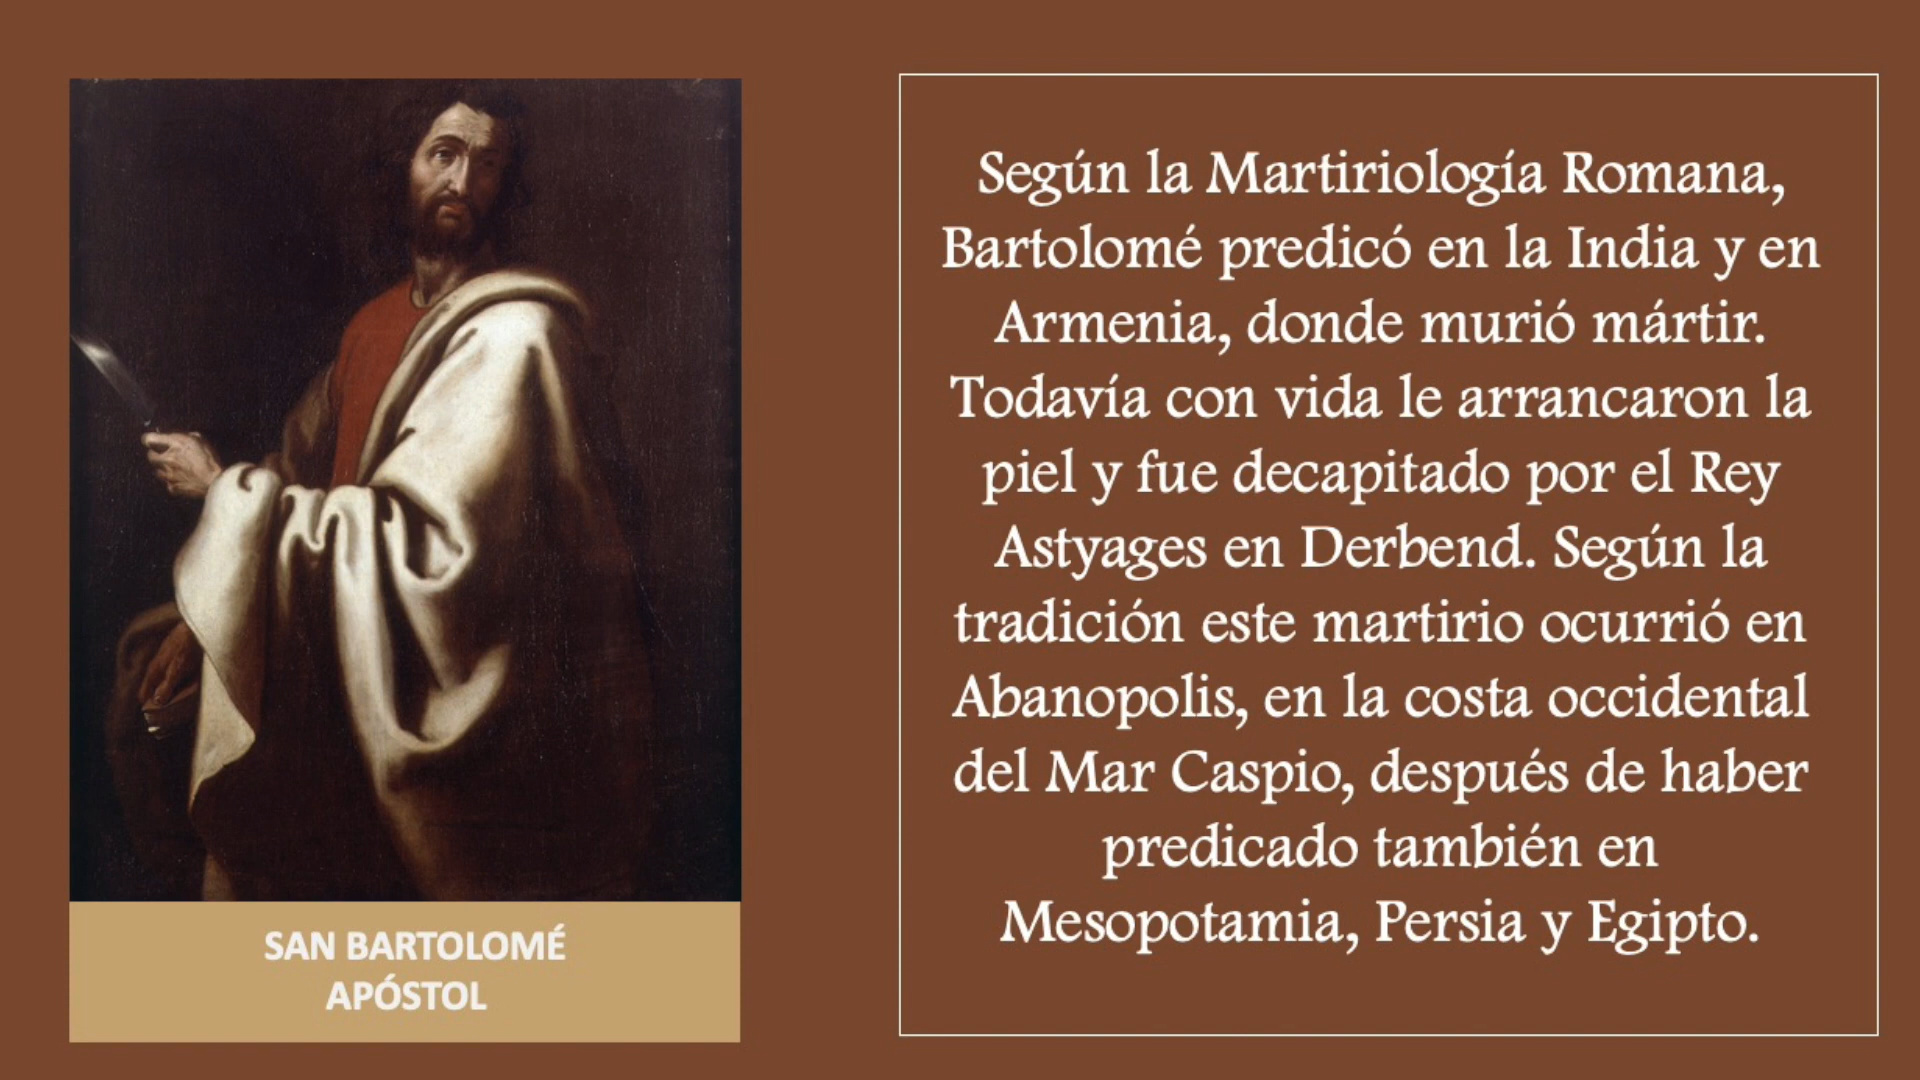 SAN BARTOLOMÉ
APÓSTOL
Según la Martiriología Romana,
Bartolomé predicó en la India y en
Armenia, donde murió mártir.
Todavía con vida le arrancaron la
piel y fue decapitado por el Rey
Astyages en Derbend. Según la
tradición este martirio ocurrió en
Abanopolis, en la costa occidental
del Mar Caspio, después de haber
predicado también en
Mesopotamia, Persia y Egipto.